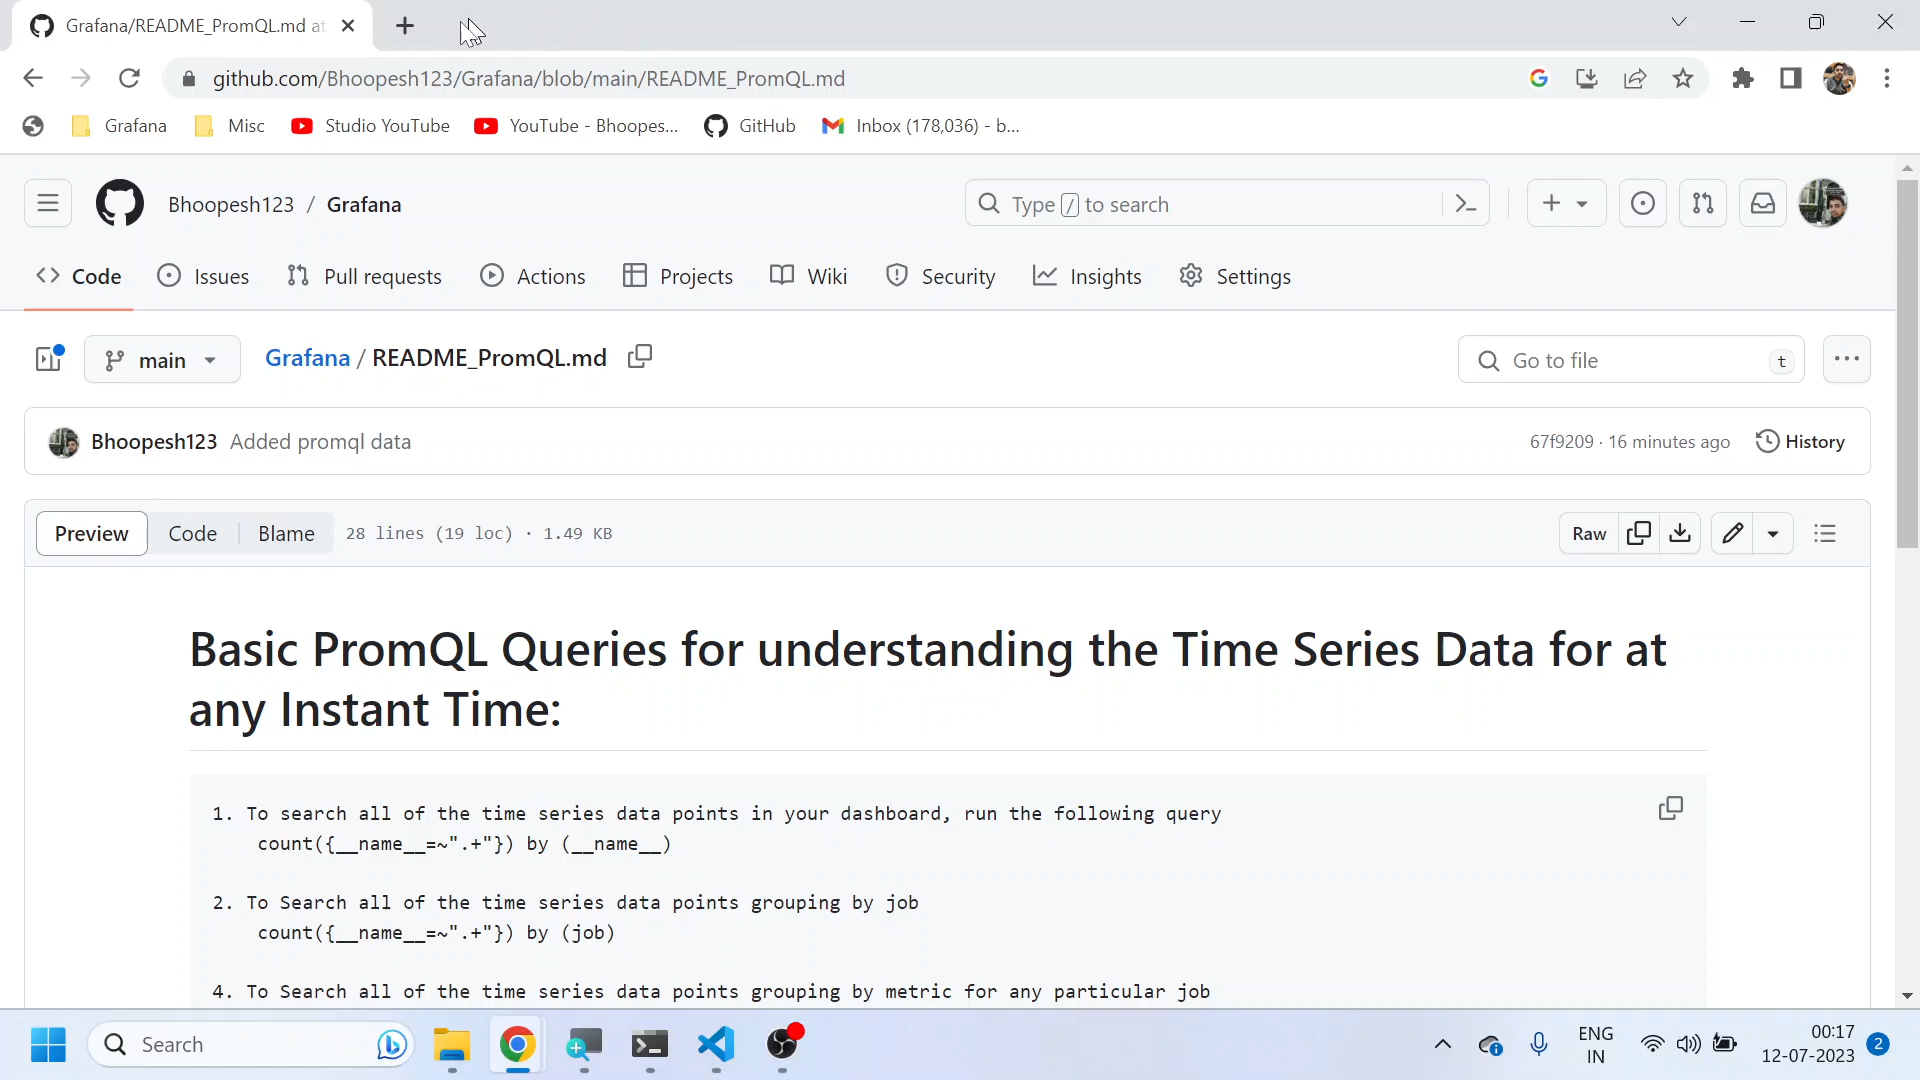 Grafana/README_PromQL.md at
github.com/Bhoopesh123/Grafana/blob/main/README_PromQL.md
Grafana
Misc
Studio YouTube
YouTube - Bhoopes...
GitHub
Inbox (178,036) - b...
Bhoopesh123 / Grafana
Type / to search
Code
Issues
Pull requests
Actions
Projects
Wiki
Security
Insights
Settings
main
Grafana / README_PromQL.md
Go to file
t
Bhoopesh123 Added promql data
67f9209 · 16 minutes ago
History
Preview
Code
Blame
28 lines (19 loc) · 1.49 KB
Raw
Basic PromQL Queries for understanding the Time Series Data for at
any Instant Time:
1. To search all of the time series data points in your dashboard, run the following query
count({__name__=~".+"}) by (__name__)
2. To Search all of the time series data points grouping by job
count({__name__=~".+"}) by (job)
4. To Search all of the time series data points grouping by metric for any particular job
Search
ENG
IN
00:17
12-07-2023
2